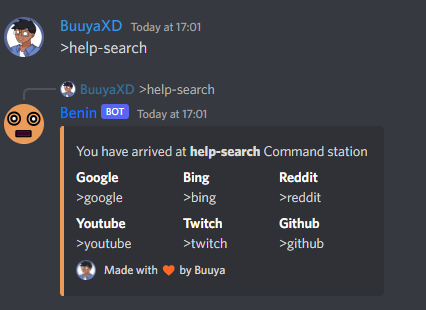 BuuyaXD Today at 17:01
>help-search
BuuyaXD >help-search
Benin BOT Today at 17:01
You have arrived at help-search Command station
Google Bing Reddit
>google >bing >reddit
Youtube Twitch Github
>youtube >twitch >github
Made with ❤️ by Buuya